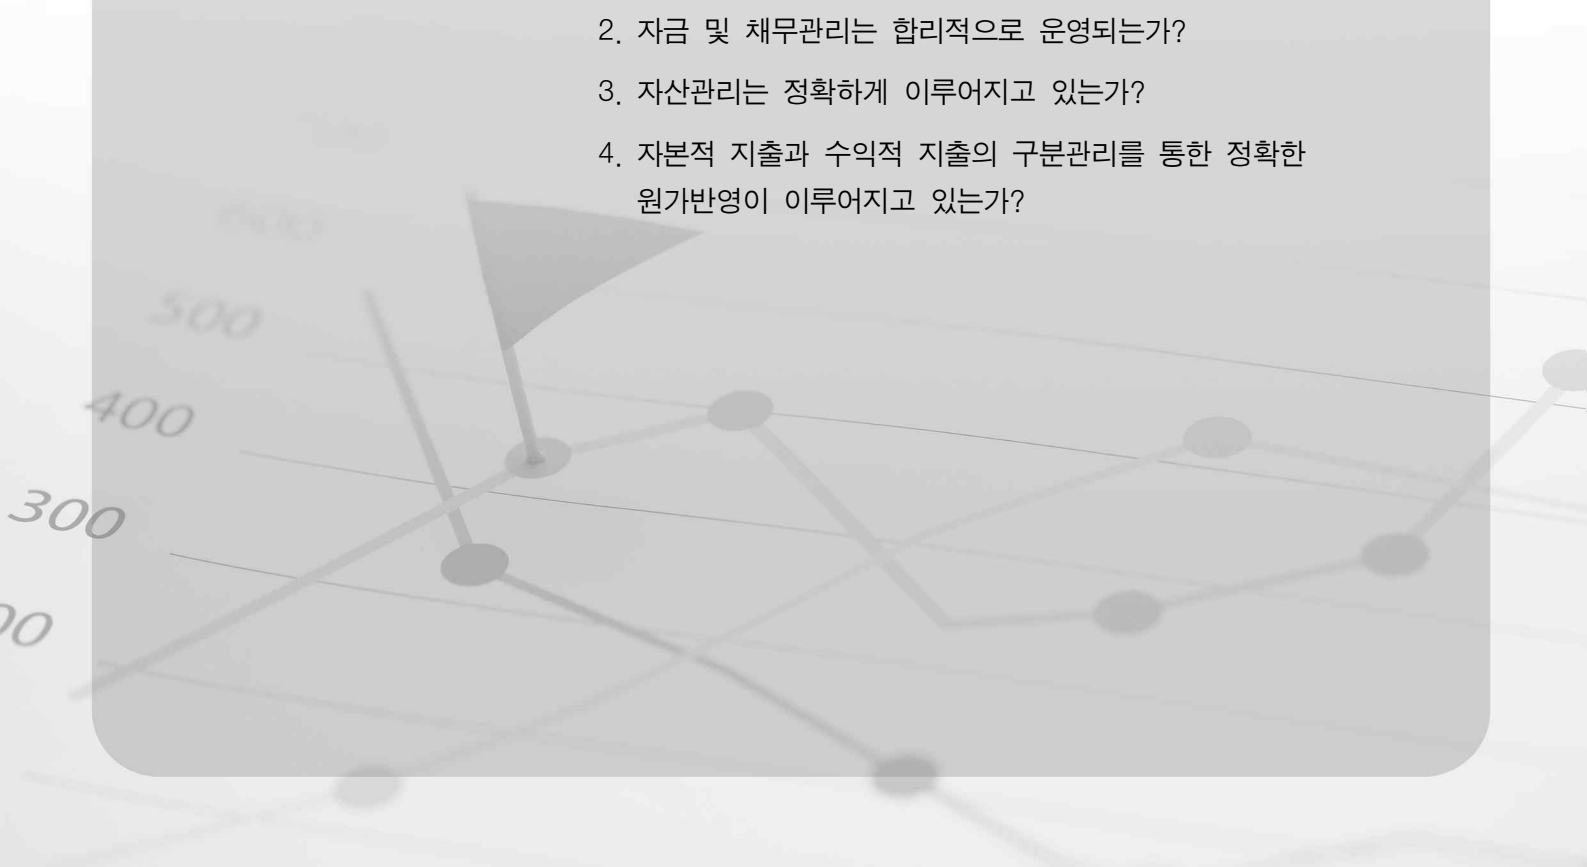 2. 자금 및 채무관리는 합리적으로 운영되는가?
3. 자산관리는 정확하게 이루어지고 있는가?
4. 자본적 지출과 수익적 지출의 구분관리를 통한 정확한
원가반영이 이루어지고 있는가?
500
400
300
00